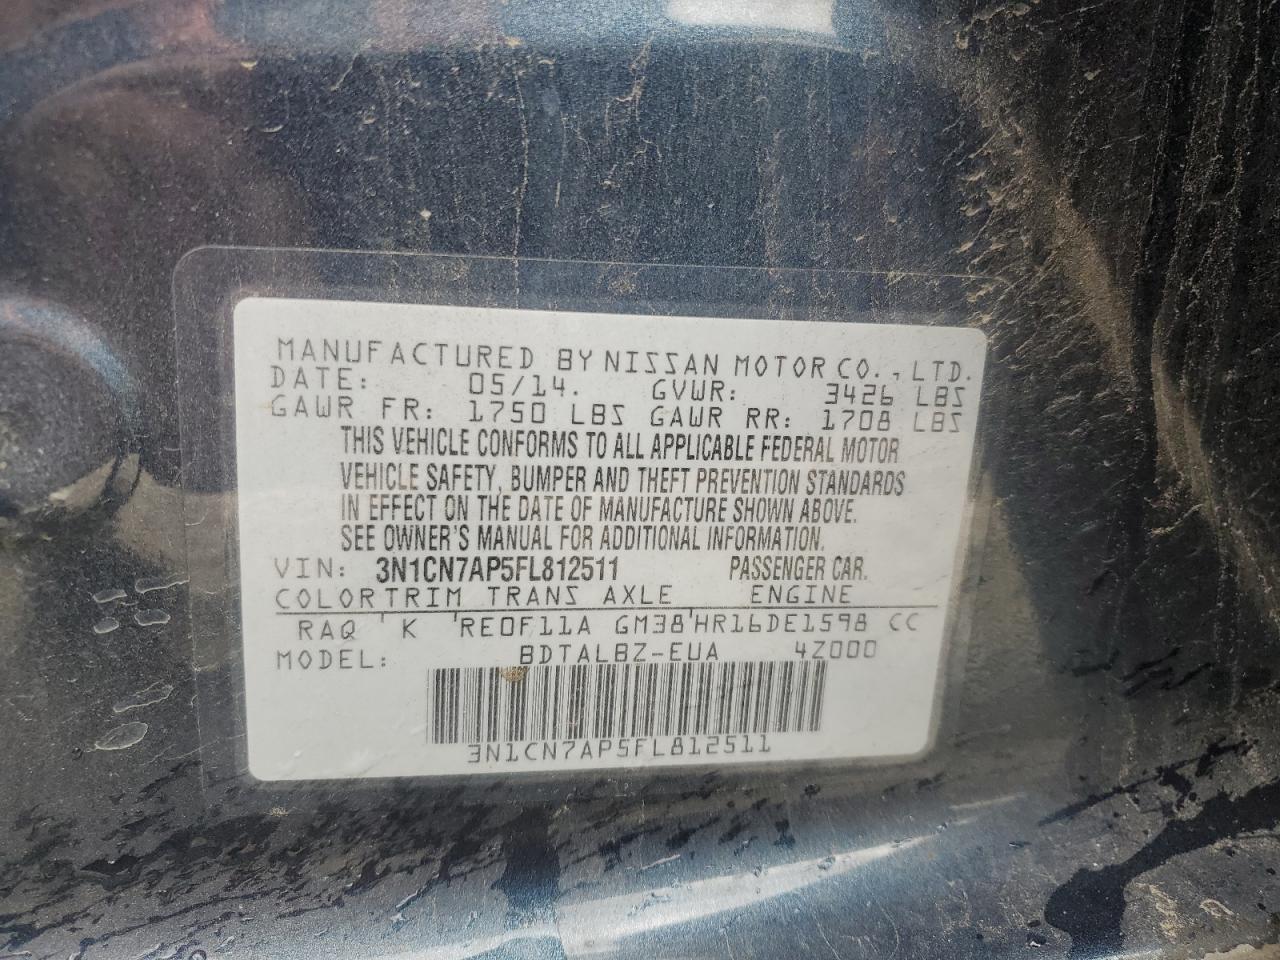 MANUFACTURED BY NISSAN MOTOR CO., LTD.
DATE: 05/14. GVWR: 3426 LBS
GAWR FR: 1750 LBS GAWR RR: 1708 LBS
THIS VEHICLE CONFORMS TO ALL APPLICABLE FEDERAL MOTOR
VEHICLE SAFETY, BUMPER AND THEFT PREVENTION STANDARDS
IN EFFECT ON THE DATE OF MANUFACTURE SHOWN ABOVE.
SEE OWNER'S MANUAL FOR ADDITIONAL INFORMATION.
VIN: 3N1CN7AP5FL812511 PASSENGER CAR.
COLORTRIM TRANS AXLE ENGINE
RAQ ' K ' RE0F11A GM38'HR16DE1598 CC
MODEL: BDTALBZ-EUA 4Z000
3N1CN7AP5FL812511